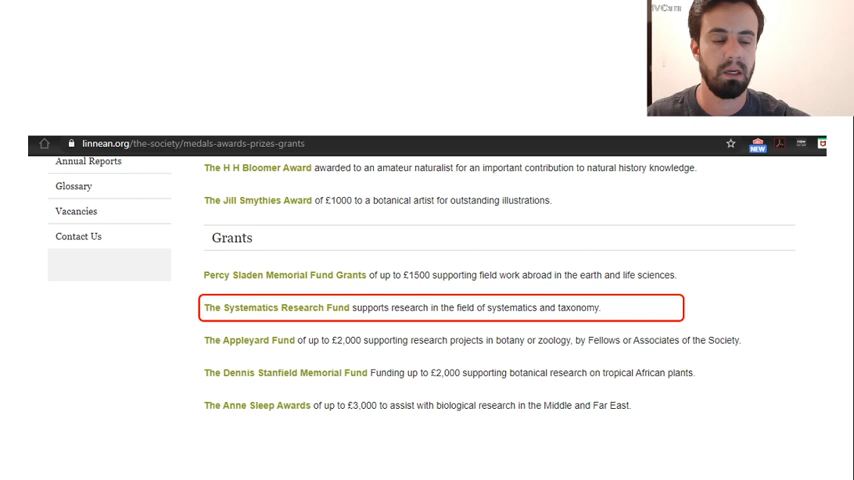 linnean.org/the-society/medals-awards-prizes-grants
NEW
Annual Reports
Glossary
Vacancies
Contact Us
The H H Bloomer Award awarded to an amateur naturalist for an important contribution to natural history knowledge.
The Jill Smythies Award of £1000 to a botanical artist for outstanding illustrations.
Grants
Percy Sladen Memorial Fund Grants of up to £1500 supporting field work abroad in the earth and life sciences.
The Systematics Research Fund supports research in the field of systematics and taxonomy.
The Appleyard Fund of up to £2,000 supporting research projects in botany or zoology, by Fellows or Associates of the Society.
The Dennis Stanfield Memorial Fund Funding up to £2,000 supporting botanical research on tropical African plants.
The Anne Sleep Awards of up to £3,000 to assist with biological research in the Middle and Far East.